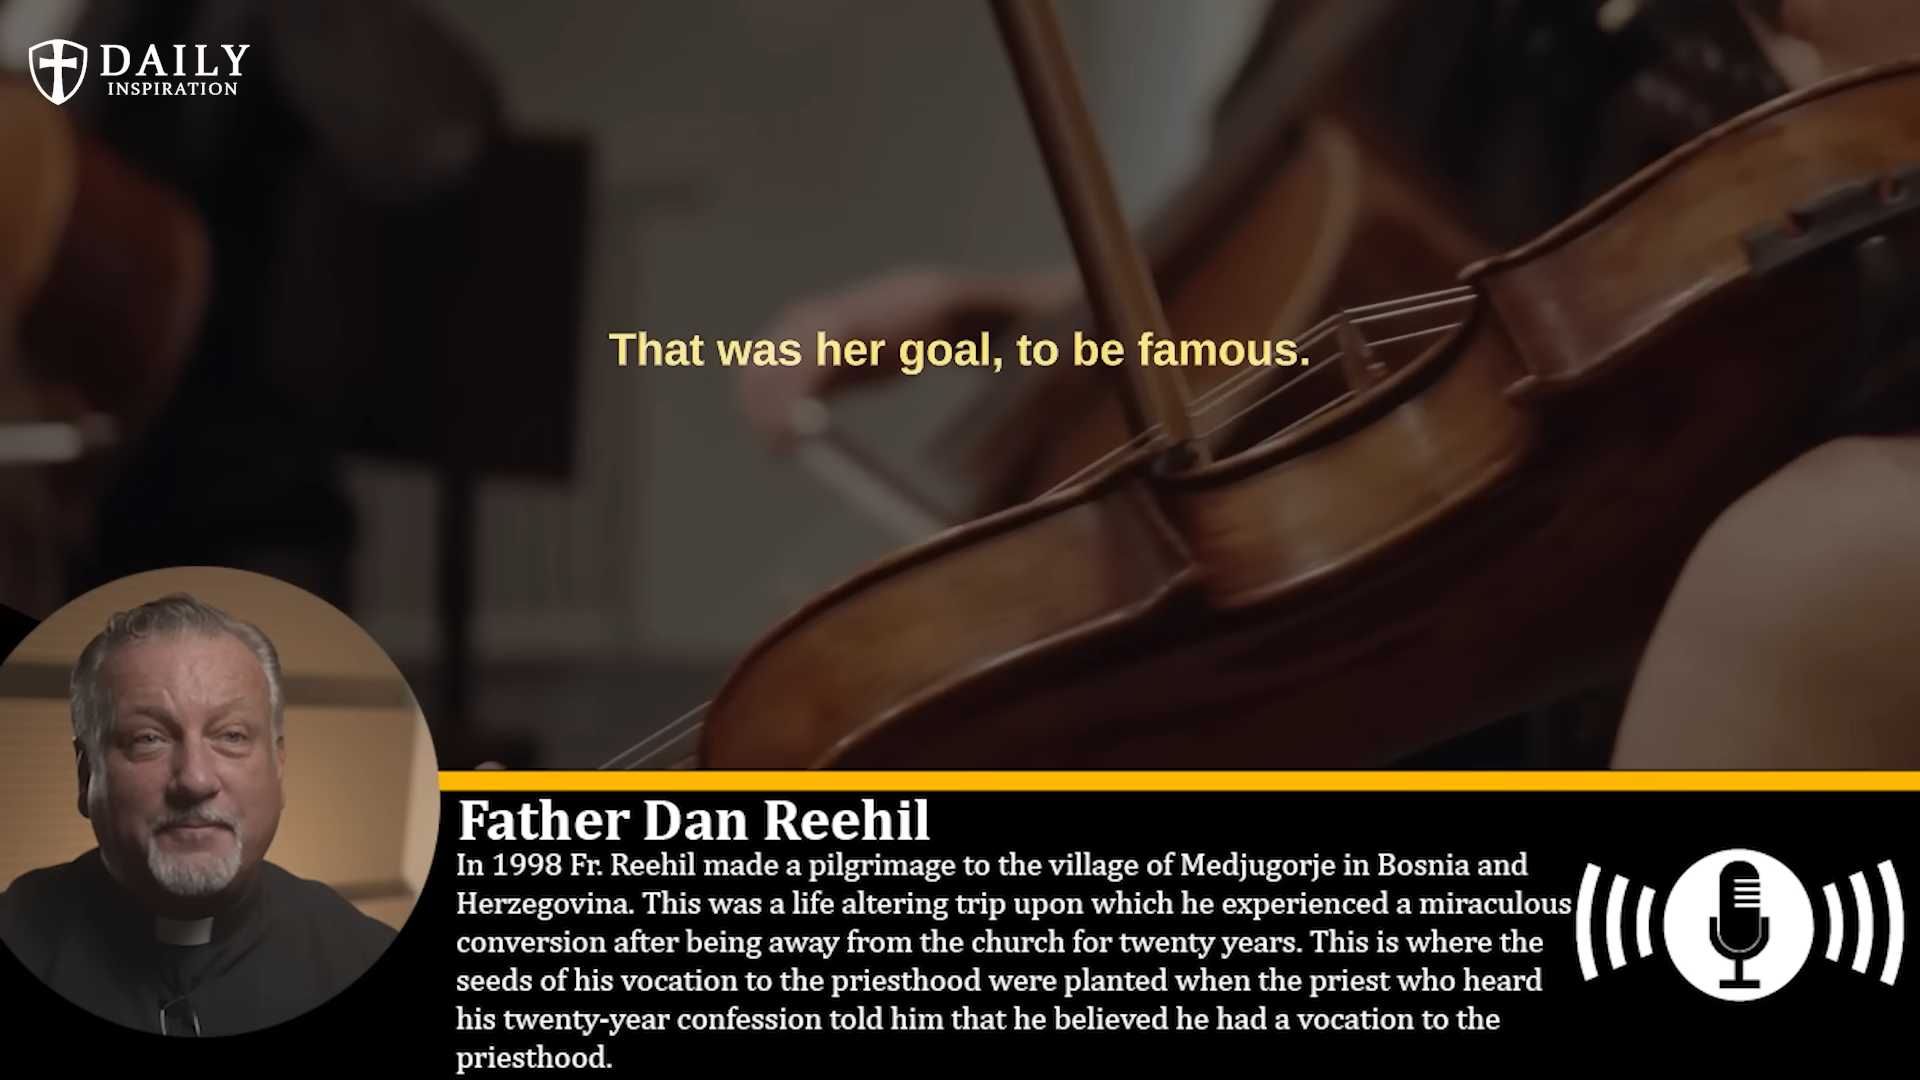 DAILY
INSPIRATION
That was her goal, to be famous.
Father Dan Reehil
In 1998 Fr. Reehil made a pilgrimage to the village of Medjugorje in Bosnia and
Herzegovina. This was a life altering trip upon which he experienced a miraculous
conversion after being away from the church for twenty years. This is where the
seeds of his vocation to the priesthood were planted when the priest who heard
his twenty-year confession told him that he believed he had a vocation to the
priesthood.